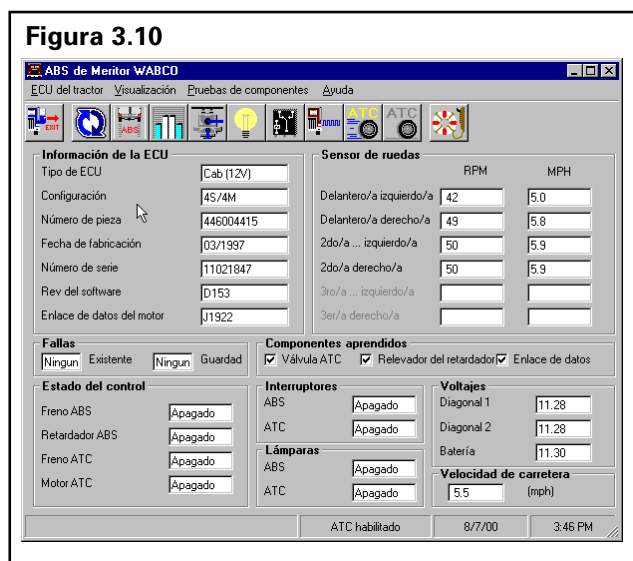 Figura 3.10
ABS de Meritor WABCO
ECU del tractor Visualización Pruebas de componentes Ayuda
EXIT ABS ATC ATC
Información de la ECU
Tipo de ECU Cab (12V)
Configuración 4S/4M
Número de pieza 446004415
Fecha de fabricación 03/1997
Número de serie 11021847
Rev del software D153
Enlace de datos del motor J1922
Sensor de ruedas
RPM MPH
Delantero/a izquierdo/a 42 5.0
Delantero/a derecho/a 49 5.8
2do/a ... izquierdo/a 50 5.9
2do/a derecho/a 50 5.9
3ro/a ... izquierdo/a
3er/a derecho/a
Fallas
Ningun Existente Ningun Guardad
Componentes aprendidos
Válvula ATC Relevador del retardador Enlace de datos
Estado del control
Freno ABS Apagado
Retardador ABS Apagado
Freno ATC Apagado
Motor ATC Apagado
Interruptores
ABS Apagado
ATC Apagado
Lámparas
ABS Apagado
ATC Apagado
Voltajes
Diagonal 1 11.28
Diagonal 2 11.28
Batería 11.30
Velocidad de carretera
5.5 (mph)
ATC habilitado 8/7/00 3:46 PM